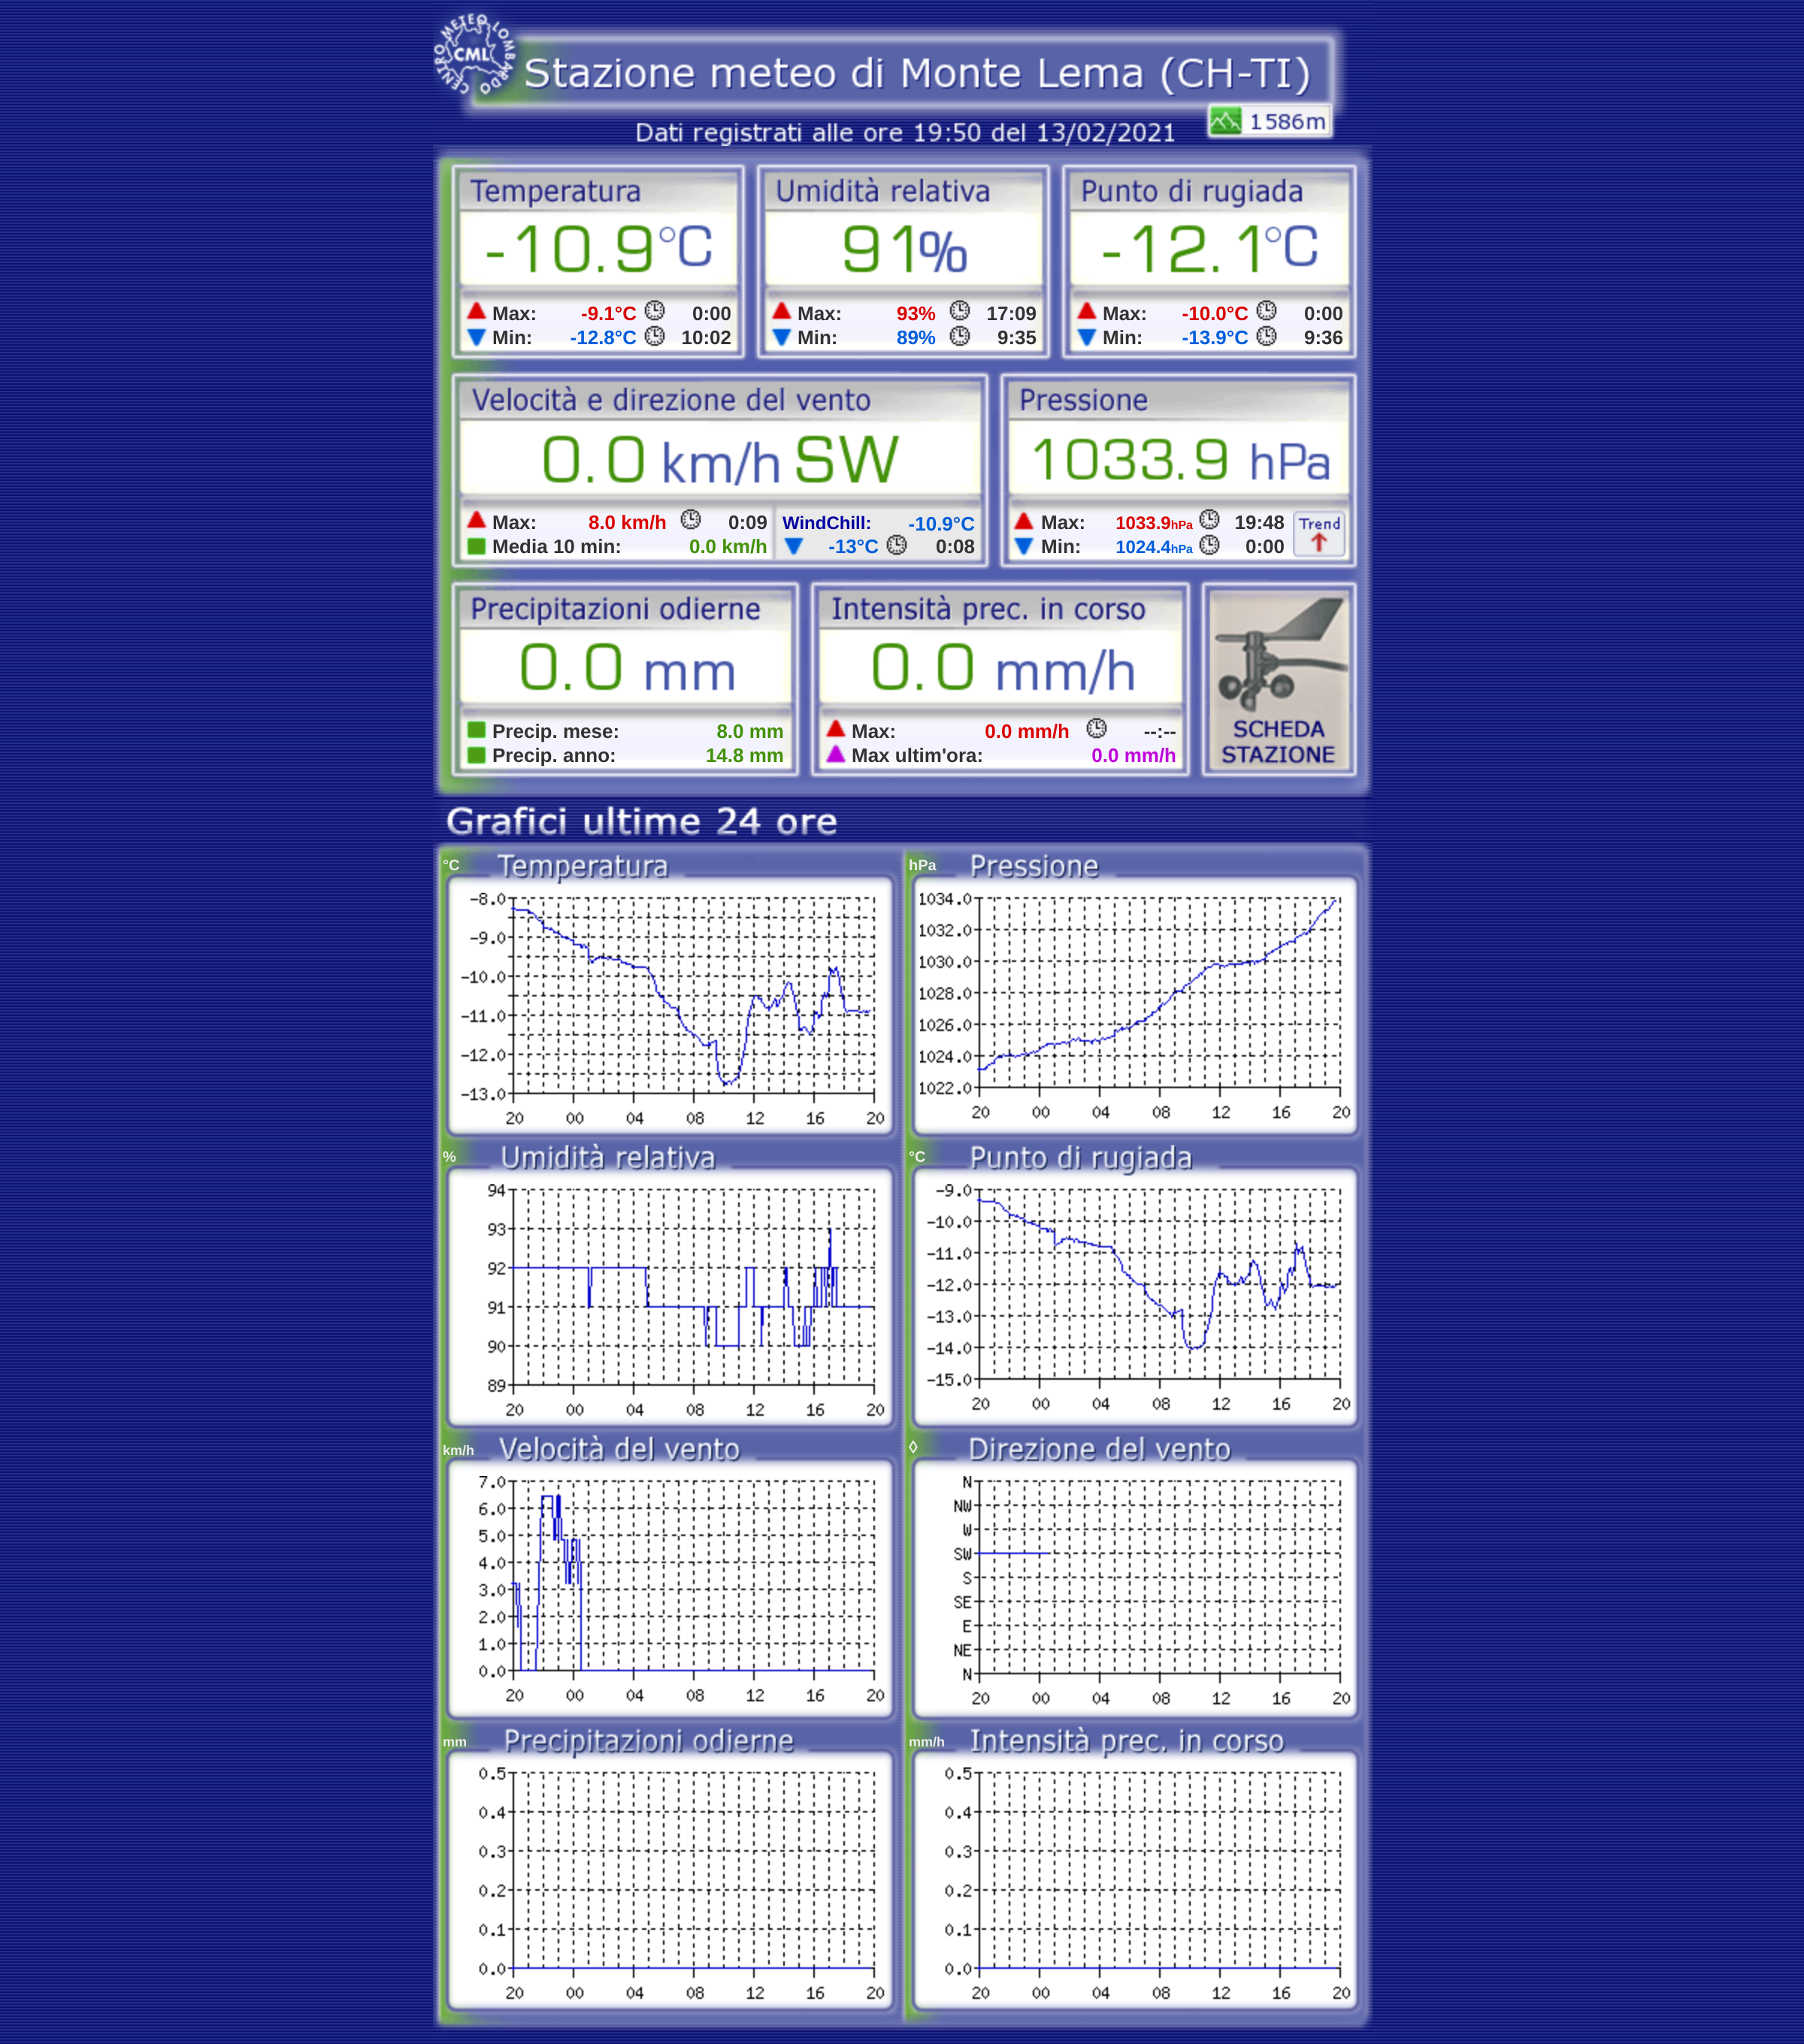 CENTRO METEO LOMBARDO
CML
Stazione meteo di Monte Lema (CH-TI)
1586m
Dati registrati alle ore 19:50 del 13/02/2021
Temperatura Umidità relativa Punto di rugiada
-10.9°C 91% -12.1°C
Max: -9.1°C 0:00 Max: 93% 17:09 Max: -10.0°C 0:00
Min: -12.8°C 10:02 Min: 89% 9:35 Min: -13.9°C 9:36
Velocità e direzione del vento Pressione
0.0 km/h SW 1033.9 hPa
Max: 8.0 km/h 0:09 WindChill: -10.9°C Max: 1033.9hPa 19:48 Trend
Media 10 min: 0.0 km/h -13°C 0:08 Min: 1024.4hPa 0:00
Precipitazioni odierne Intensità prec. in corso
0.0 mm 0.0 mm/h
Precip. mese: 8.0 mm Max: 0.0 mm/h --:-- SCHEDA
Precip. anno: 14.8 mm Max ultim'ora: 0.0 mm/h STAZIONE
Grafici ultime 24 ore
°C Temperatura
-8.0
-9.0
-10.0
-11.0
-12.0
-13.0
20 00 04 08 12 16 20
hPa Pressione
1034.0
1032.0
1030.0
1028.0
1026.0
1024.0
1022.0
20 00 04 08 12 16 20
% Umidità relativa
94
93
92
91
90
89
20 00 04 08 12 16 20
°C Punto di rugiada
-9.0
-10.0
-11.0
-12.0
-13.0
-14.0
-15.0
20 00 04 08 12 16 20
km/h Velocità del vento
7.0
6.0
5.0
4.0
3.0
2.0
1.0
0.0
20 00 04 08 12 16 20
◊ Direzione del vento
N
NW
W
SW
S
SE
E
NE
N
20 00 04 08 12 16 20
mm Precipitazioni odierne
0.5
0.4
0.3
0.2
0.1
0.0
20 00 04 08 12 16 20
mm/h Intensità prec. in corso
0.5
0.4
0.3
0.2
0.1
0.0
20 00 04 08 12 16 20